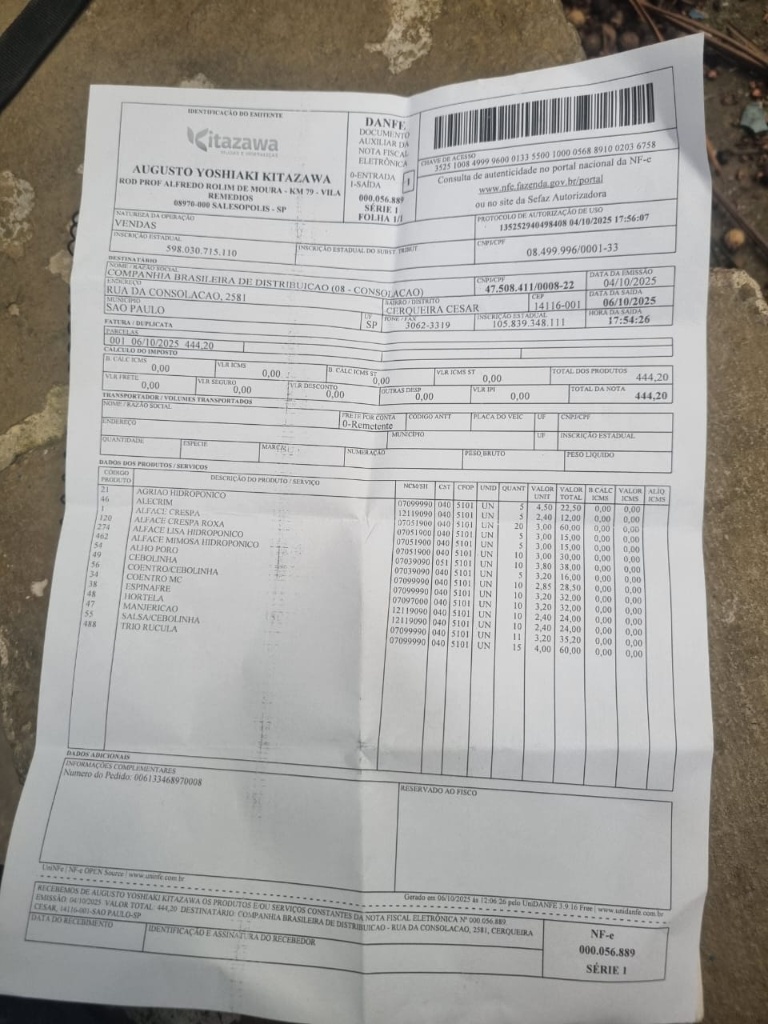 IDENTIFICAÇÃO DO EMITENTE
Kitazawa
AUGUSTO YOSHIAKI KITAZAWA
ROD PROF ALFREDO ROLIM DE MOURA - KM 79 - VILA
REMEDIOS
08970-000 SALESOPOLIS - SP
DANFE
DOCUMENTO
AUXILIAR DA
NOTA FISCAL
ELETRÔNICA
0-ENTRADA
1-SAÍDA
1
000.056.889
SÉRIE 1
FOLHA 1/1
CHAVE DE ACESSO
3525 1008 4999 9600 0133 5500 1000 0568 8910 0203 6758
Consulta de autenticidade no portal nacional da NF-e
www.nfe.fazenda.gov.br/portal
ou no site da Sefaz Autorizadora
NATUREZA DA OPERAÇÃO
VENDAS
PROTOCOLO DE AUTORIZAÇÃO DE USO
135252940498408 04/10/2025 17:56:07
INSCRIÇÃO ESTADUAL
598.030.715.110
INSCRIÇÃO ESTADUAL DO SUBST TRIBUT
CNPJ/CPF
08.499.996/0001-33
DESTINATÁRIO
NOME / RAZÃO SOCIAL
COMPANHIA BRASILEIRA DE DISTRIBUICAO (08 - CONSOLACAO)
CNPJ/CPF
47.508.411/0008-22
DATA DA EMISSÃO
04/10/2025
ENDEREÇO
RUA DA CONSOLACAO, 2581
BAIRRO / DISTRITO
CERQUEIRA CESAR
CEP
14116-001
DATA DA SAÍDA
06/10/2025
MUNICÍPIO
SAO PAULO
UF
SP
FONE / FAX
3062-3319
INSCRIÇÃO ESTADUAL
105.839.348.111
HORA DA SAÍDA
17:54:26
FATURA / DUPLICATA
PARCELAS
001 06/10/2025 444,20
CALCULO DO IMPOSTO
B. CALC ICMS 0,00
VLR ICMS 0,00
B. CALC ICMS ST 0,00
VLR ICMS ST 0,00
TOTAL DOS PRODUTOS 444,20
VLR FRETE 0,00
VLR SEGURO 0,00
VLR DESCONTO 0,00
OUTRAS DESP 0,00
VLR IPI 0,00
TOTAL DA NOTA 444,20
TRANSPORTADOR / VOLUMES TRANSPORTADOS
NOME / RAZÃO SOCIAL
FRETE POR CONTA
0-Remetente
CÓDIGO ANTT
PLACA DO VEIC
UF
CNPJ/CPF
ENDEREÇO
MUNICÍPIO
UF
INSCRIÇÃO ESTADUAL
QUANTIDADE
ESPÉCIE
MARCA
NUMERAÇÃO
PESO BRUTO
PESO LÍQUIDO
DADOS DOS PRODUTOS / SERVIÇOS
CÓDIGO PRODUTO DESCRIÇÃO DO PRODUTO / SERVIÇO NCM/SH CST CFOP UNID QUANT VALOR UNIT VALOR TOTAL B CALC ICMS VALOR ICMS ALIQ ICMS
21 AGRIAO HIDROPONICO 07099990 040 5101 UN 5 4,50 22,50 0,00 0,00
46 ALECRIM 12119090 040 5101 UN 5 2,40 12,00 0,00 0,00
1 ALFACE CRESPA 07051900 040 5101 UN 20 3,00 60,00 0,00 0,00
120 ALFACE CRESPA ROXA 07051900 040 5101 UN 5 3,00 15,00 0,00 0,00
274 ALFACE LISA HIDROPONICO 07051900 040 5101 UN 5 3,00 15,00 0,00 0,00
462 ALFACE MIMOSA HIDROPONICO 07051900 040 5101 UN 10 3,00 30,00 0,00 0,00
54 ALHO PORO 07039090 051 5101 UN 10 3,80 38,00 0,00 0,00
49 CEBOLINHA 07039090 040 5101 UN 5 3,20 16,00 0,00 0,00
56 COENTRO/CEBOLINHA 07099990 040 5101 UN 10 2,85 28,50 0,00 0,00
34 COENTRO MC 07099990 040 5101 UN 10 3,20 32,00 0,00 0,00
38 ESPINAFRE 07097000 040 5101 UN 10 3,20 32,00 0,00 0,00
48 HORTELA 12119090 040 5101 UN 10 2,40 24,00 0,00 0,00
47 MANJERICAO 12119090 040 5101 UN 10 2,40 24,00 0,00 0,00
55 SALSA/CEBOLINHA 07099990 040 5101 UN 11 3,20 35,20 0,00 0,00
488 TRIO RUCULA 07099990 040 5101 UN 15 4,00 60,00 0,00 0,00
DADOS ADICIONAIS
INFORMAÇÕES COMPLEMENTARES
Numero do Pedido: 006133468970008
RESERVADO AO FISCO
UniNFe | NF-e OPEN Source | www.uninfe.com.br
Gerado em 06/10/2025 às 12:06:26 pelo UniDANFE 3.9.16 Free | www.unidanfe.com.br
RECEBEMOS DE AUGUSTO YOSHIAKI KITAZAWA OS PRODUTOS E/OU SERVIÇOS CONSTANTES DA NOTA FISCAL ELETRÔNICA Nº 000.056.889
EMISSÃO: 04/10/2025 VALOR TOTAL: 444,20 DESTINATÁRIO: COMPANHIA BRASILEIRA DE DISTRIBUICAO - RUA DA CONSOLACAO, 2581, CERQUEIRA
CESAR, 14116-001-SAO PAULO-SP
DATA DO RECEBIMENTO
IDENTIFICAÇÃO E ASSINATURA DO RECEBEDOR
NF-e
000.056.889
SÉRIE 1